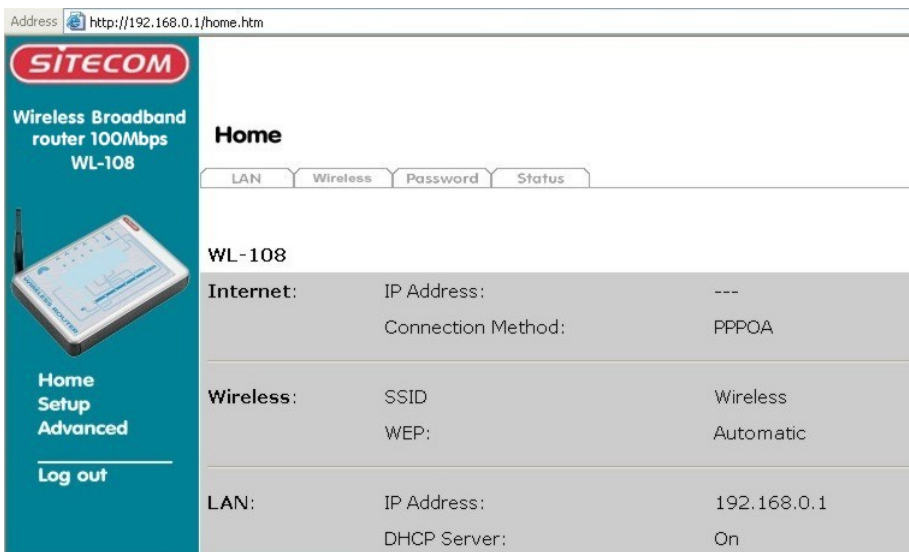 Address http://192.168.0.1/home.htm
SITECOM
Wireless Broadband
router 100Mbps
WL-108
Home
LAN Wireless Password Status
WL-108
Internet: IP Address: ---
Connection Method: PPPOA
Wireless: SSID Wireless
WEP: Automatic
LAN: IP Address: 192.168.0.1
DHCP Server: On
WIRELESS ROUTER
Home
Setup
Advanced
Log out